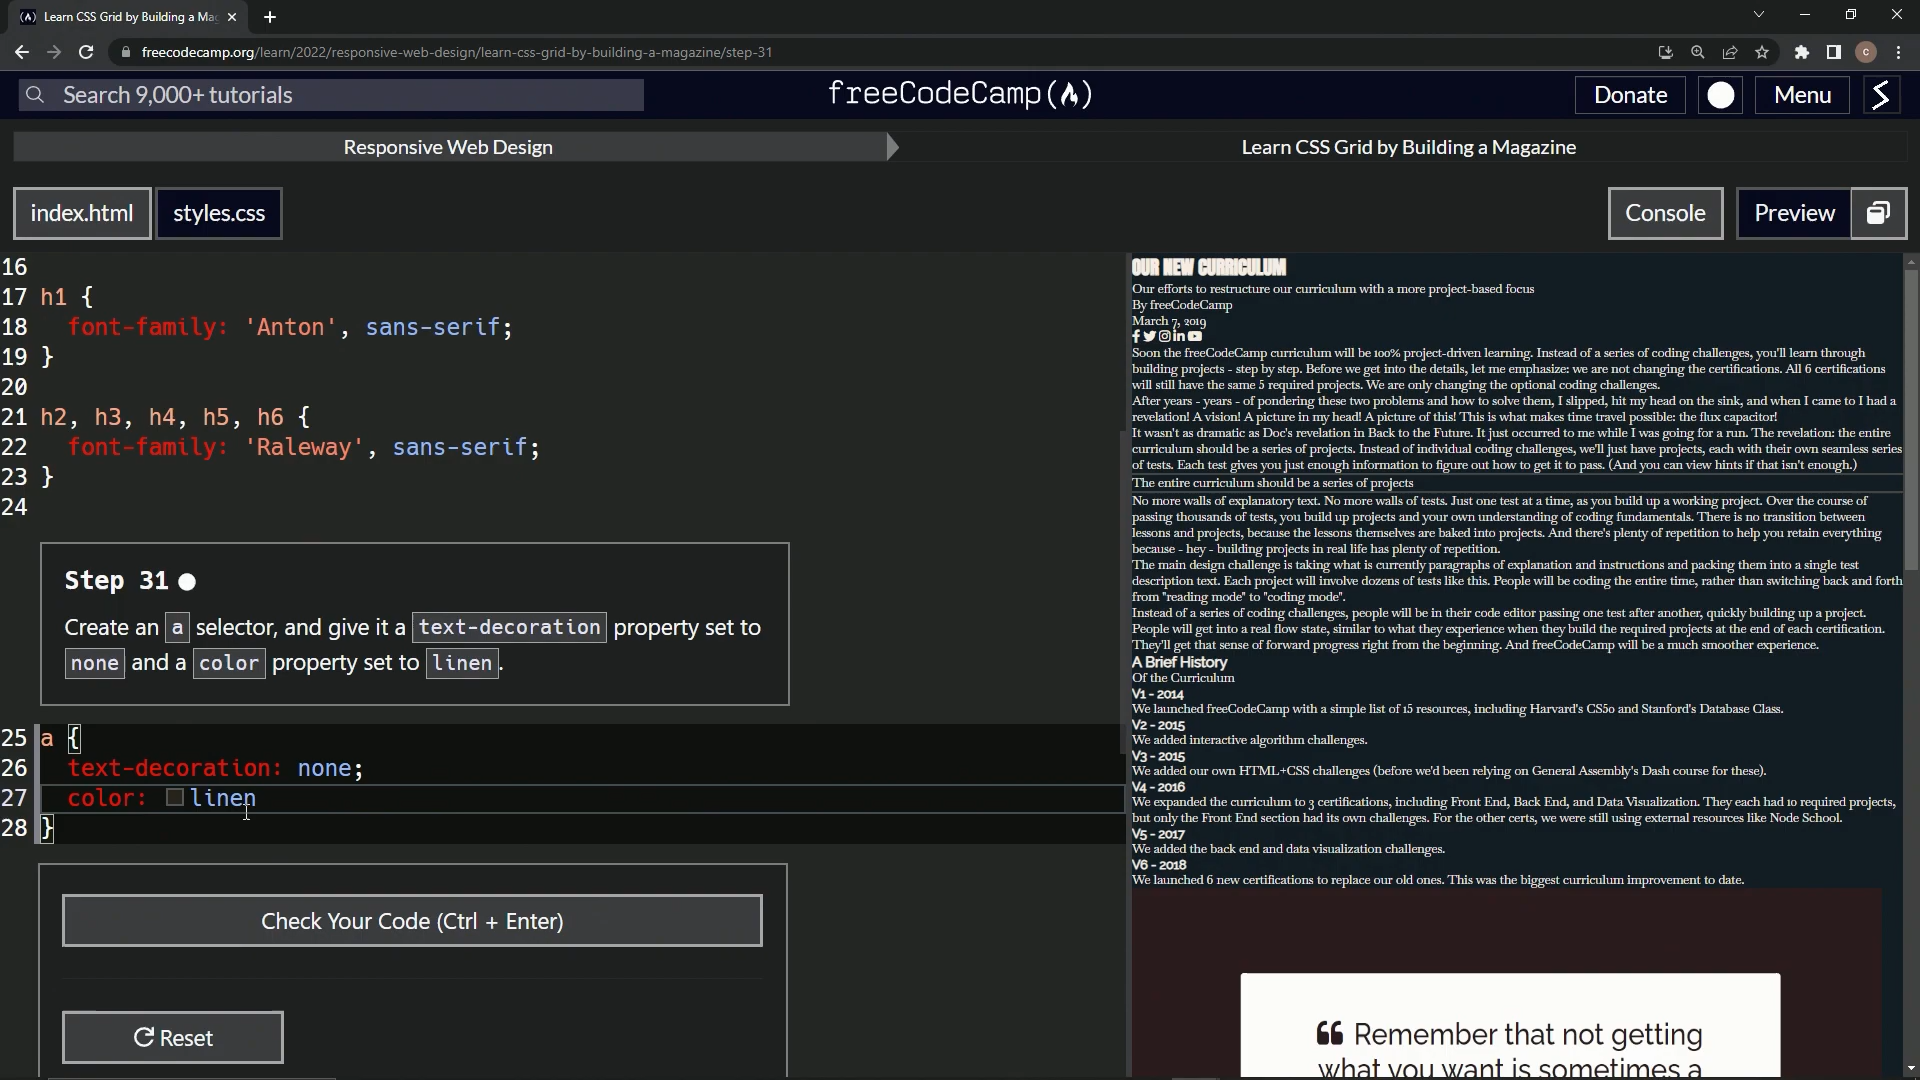 Learn CSS Grid by Building a Mag
freecodecamp.org/learn/2022/responsive-web-design/learn-css-grid-by-building-a-magazine/step-31
c
Search 9,000+ tutorials
freeCodeCamp
Donate
Menu
Responsive Web Design
Learn CSS Grid by Building a Magazine
index.html
styles.css
Console
Preview
16
17 h1 {
18 font-family: 'Anton', sans-serif;
19 }
20
21 h2, h3, h4, h5, h6 {
22 font-family: 'Raleway', sans-serif;
23 }
24
Step 31
Create an a selector, and give it a text-decoration property set to
none and a color property set to linen.
25 a {
26 text-decoration: none;
27 color: linen
28 }
Check Your Code (Ctrl + Enter)
Reset
OUR NEW CURRICULUM
Our efforts to restructure our curriculum with a more project-based focus
By freeCodeCamp
March 7, 2019
Soon the freeCodeCamp curriculum will be 100% project-driven learning. Instead of a series of coding challenges, you'll learn through
building projects - step by step. Before we get into the details, let me emphasize: we are not changing the certifications. All 6 certifications
will still have the same 5 required projects. We are only changing the optional coding challenges.
After years - years - of pondering these two problems and how to solve them, I slipped, hit my head on the sink, and when I came to I had a
revelation! A vision! A picture in my head! A picture of this! This is what makes time travel possible: the flux capacitor!
It wasn't as dramatic as Doc's revelation in Back to the Future. It just occurred to me while I was going for a run. The revelation: the entire
curriculum should be a series of projects. Instead of individual coding challenges, we'll just have projects, each with their own seamless series
of tests. Each test gives you just enough information to figure out how to get it to pass. (And you can view hints if that isn't enough.)
The entire curriculum should be a series of projects
No more walls of explanatory text. No more walls of tests. Just one test at a time, as you build up a working project. Over the course of
passing thousands of tests, you build up projects and your own understanding of coding fundamentals. There is no transition between
lessons and projects, because the lessons themselves are baked into projects. And there's plenty of repetition to help you retain everything
because - hey - building projects in real life has plenty of repetition.
The main design challenge is taking what is currently paragraphs of explanation and instructions and packing them into a single test
description text. Each project will involve dozens of tests like this. People will be coding the entire time, rather than switching back and forth
from "reading mode" to "coding mode".
Instead of a series of coding challenges, people will be in their code editor passing one test after another, quickly building up a project.
People will get into a real flow state, similar to what they experience when they build the required projects at the end of each certification.
They'll get that sense of forward progress right from the beginning. And freeCodeCamp will be a much smoother experience.
A Brief History
Of the Curriculum
V1 - 2014
We launched freeCodeCamp with a simple list of 15 resources, including Harvard's CS50 and Stanford's Database Class.
V2 - 2015
We added interactive algorithm challenges.
V3 - 2015
We added our own HTML+CSS challenges (before we'd been relying on General Assembly's Dash course for these).
V4 - 2016
We expanded the curriculum to 3 certifications, including Front End, Back End, and Data Visualization. They each had 10 required projects,
but only the Front End section had its own challenges. For the other certs, we were still using external resources like Node School.
V5 - 2017
We added the back end and data visualization challenges.
V6 - 2018
We launched 6 new certifications to replace our old ones. This was the biggest curriculum improvement to date.
Remember that not getting
what you want is sometimes a